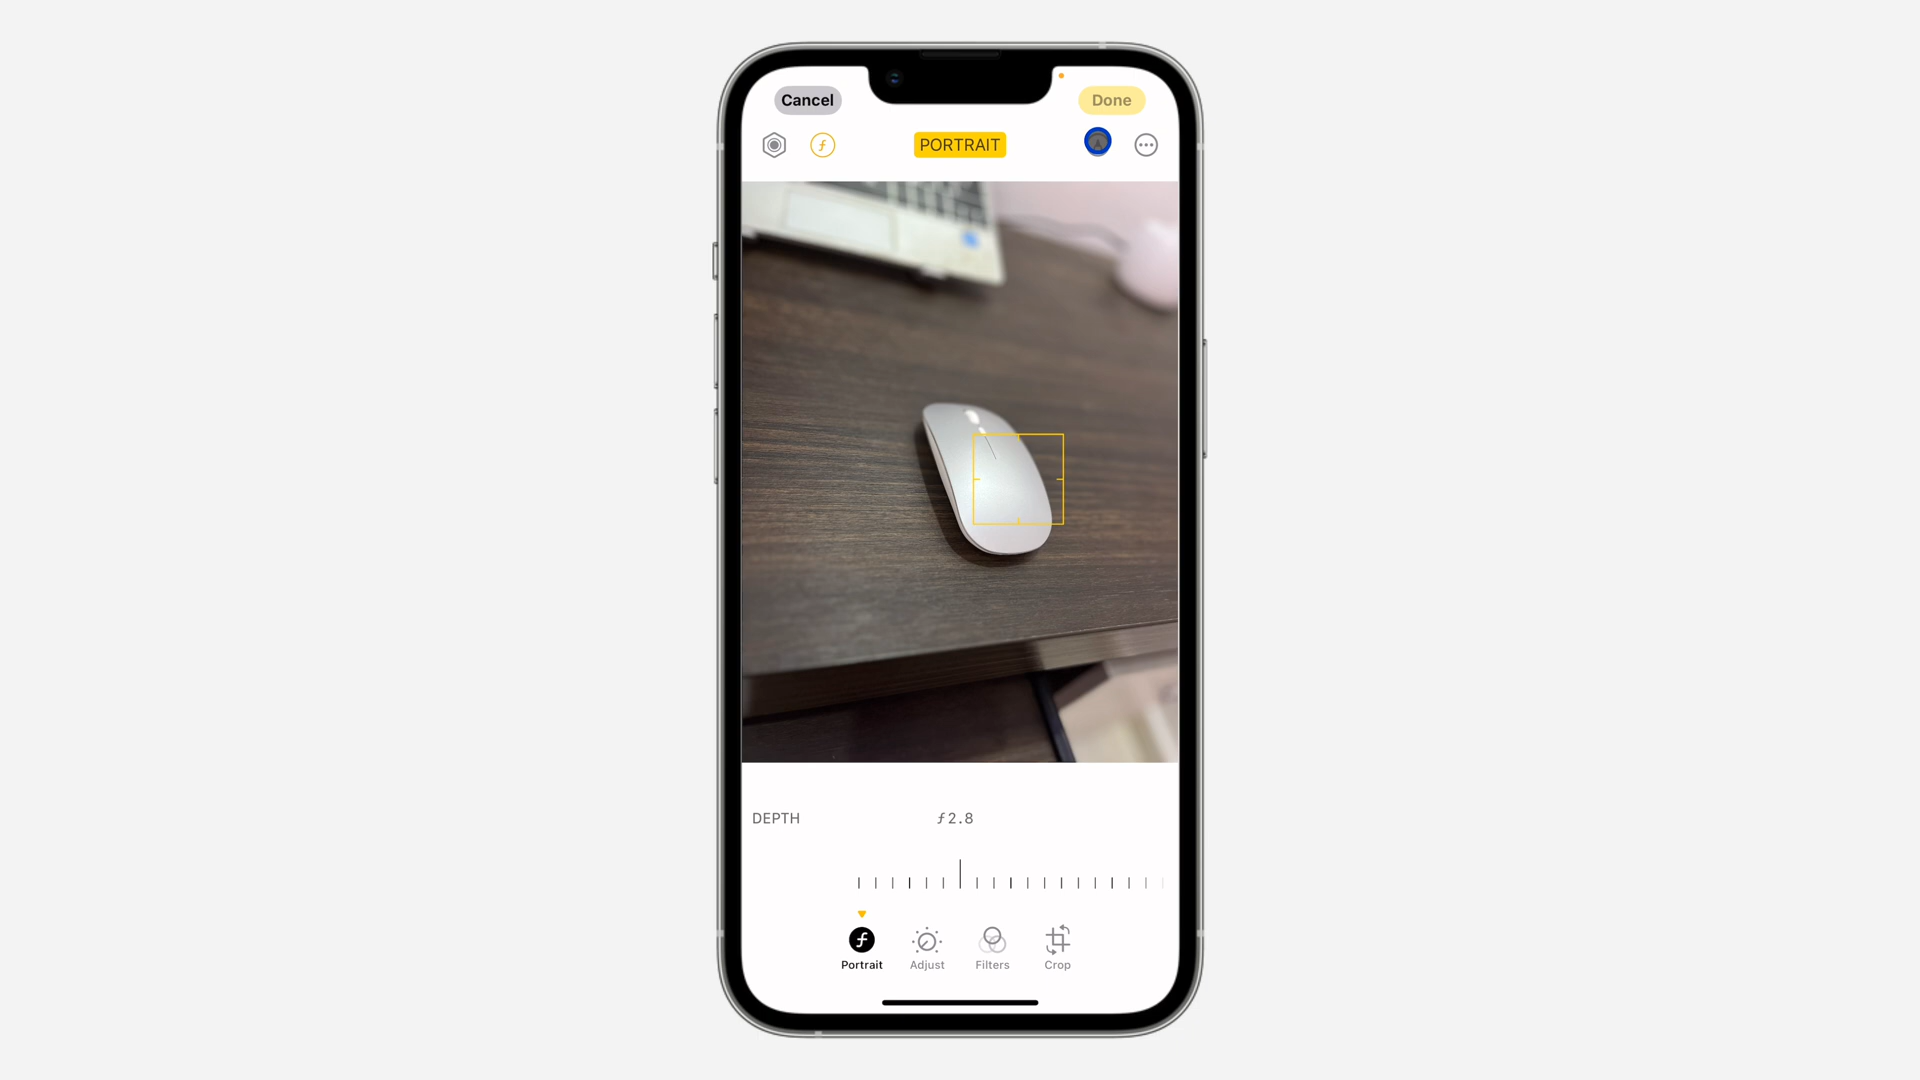 Cancel
Done
PORTRAIT
DEPTH
ƒ2.8
Portrait
Adjust
Filters
Crop